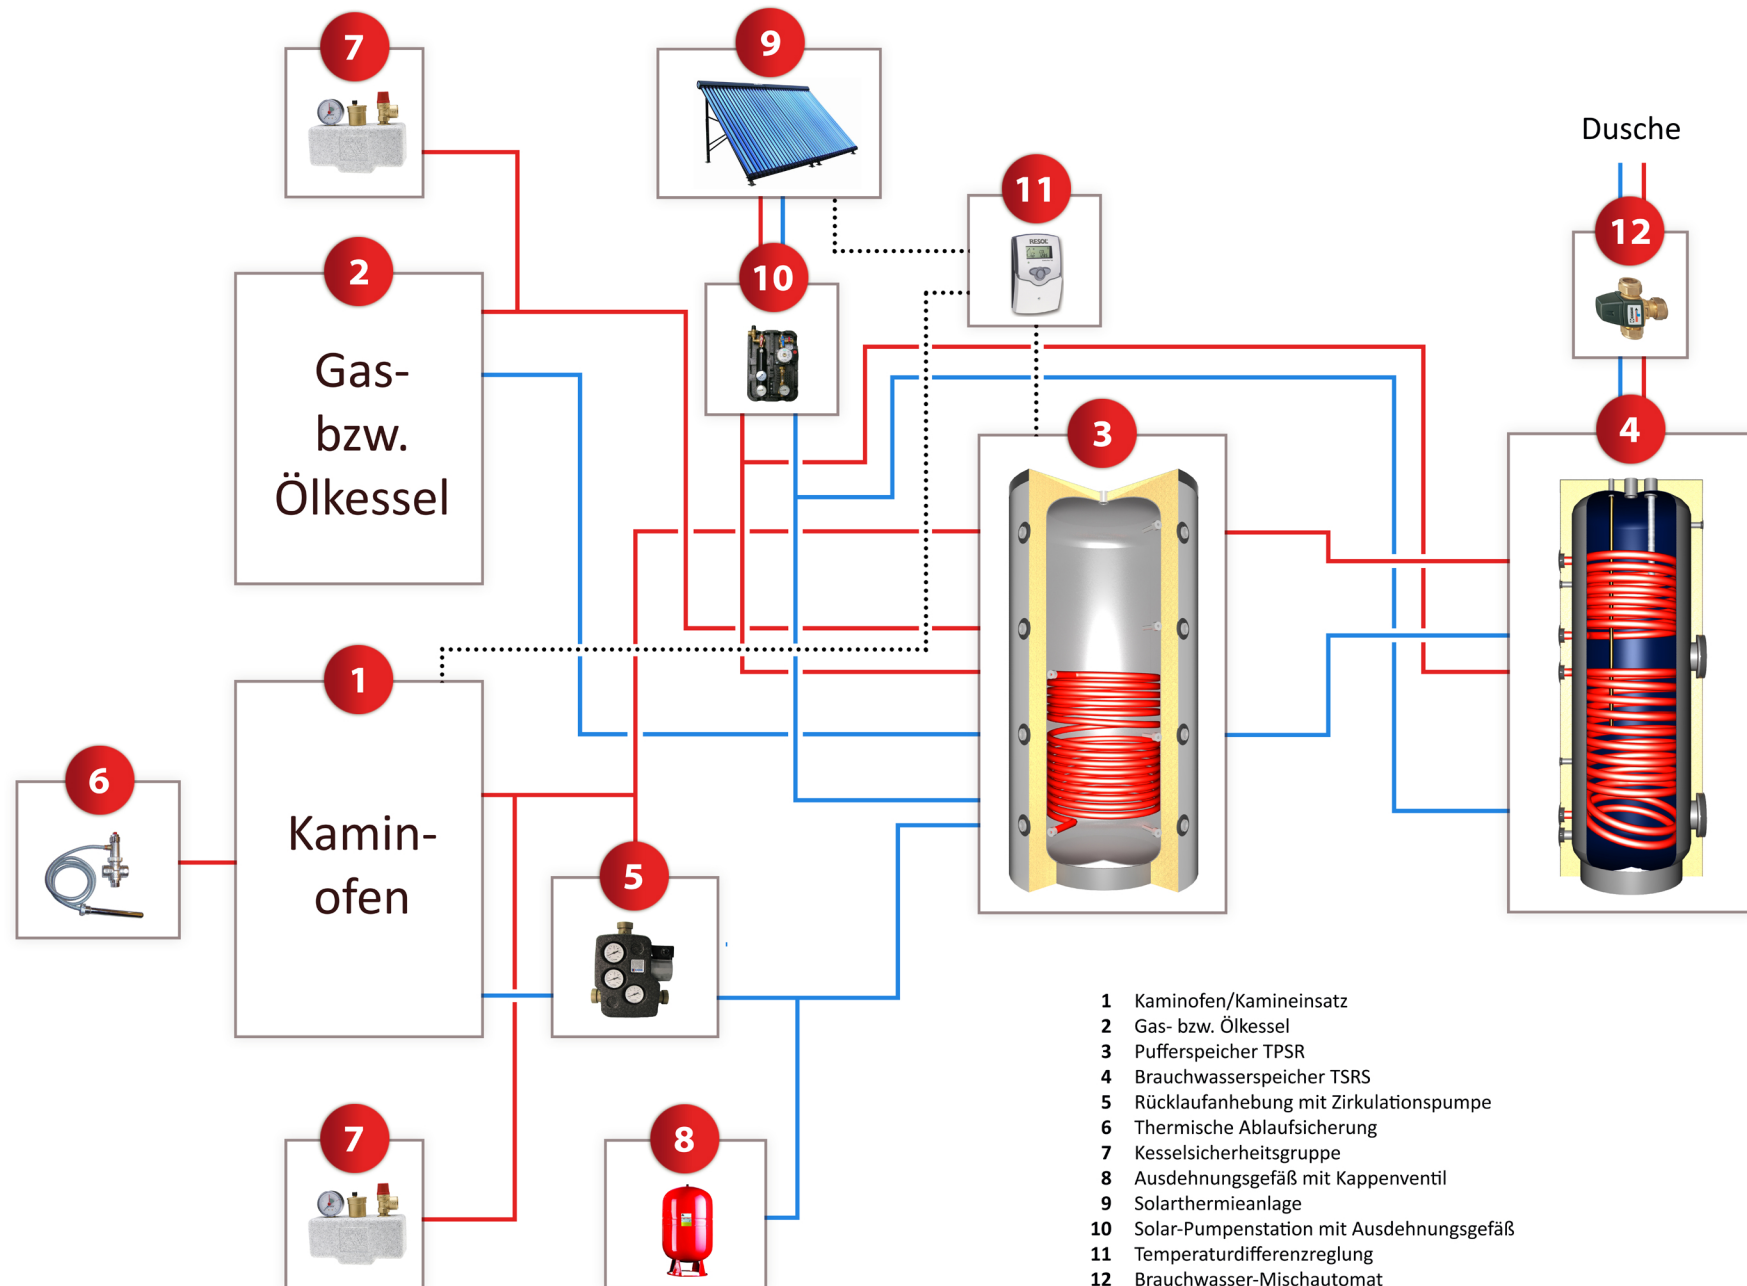 7
9
Dusche
11
12
RESOL
2
10
Gas-
bzw.
Ölkessel
3
4
1
6
Kamin-
ofen
5
7
8
1 Kaminofen/Kamineinsatz
2 Gas- bzw. Ölkessel
3 Pufferspeicher TPSR
4 Brauchwasserspeicher TSRS
5 Rücklaufanhebung mit Zirkulationspumpe
6 Thermische Ablaufsicherung
7 Kesselsicherheitsgruppe
8 Ausdehnungsgefäß mit Kappenventil
9 Solarthermieanlage
10 Solar-Pumpenstation mit Ausdehnungsgefäß
11 Temperaturdifferenzreglung
12 Brauchwasser-Mischautomat